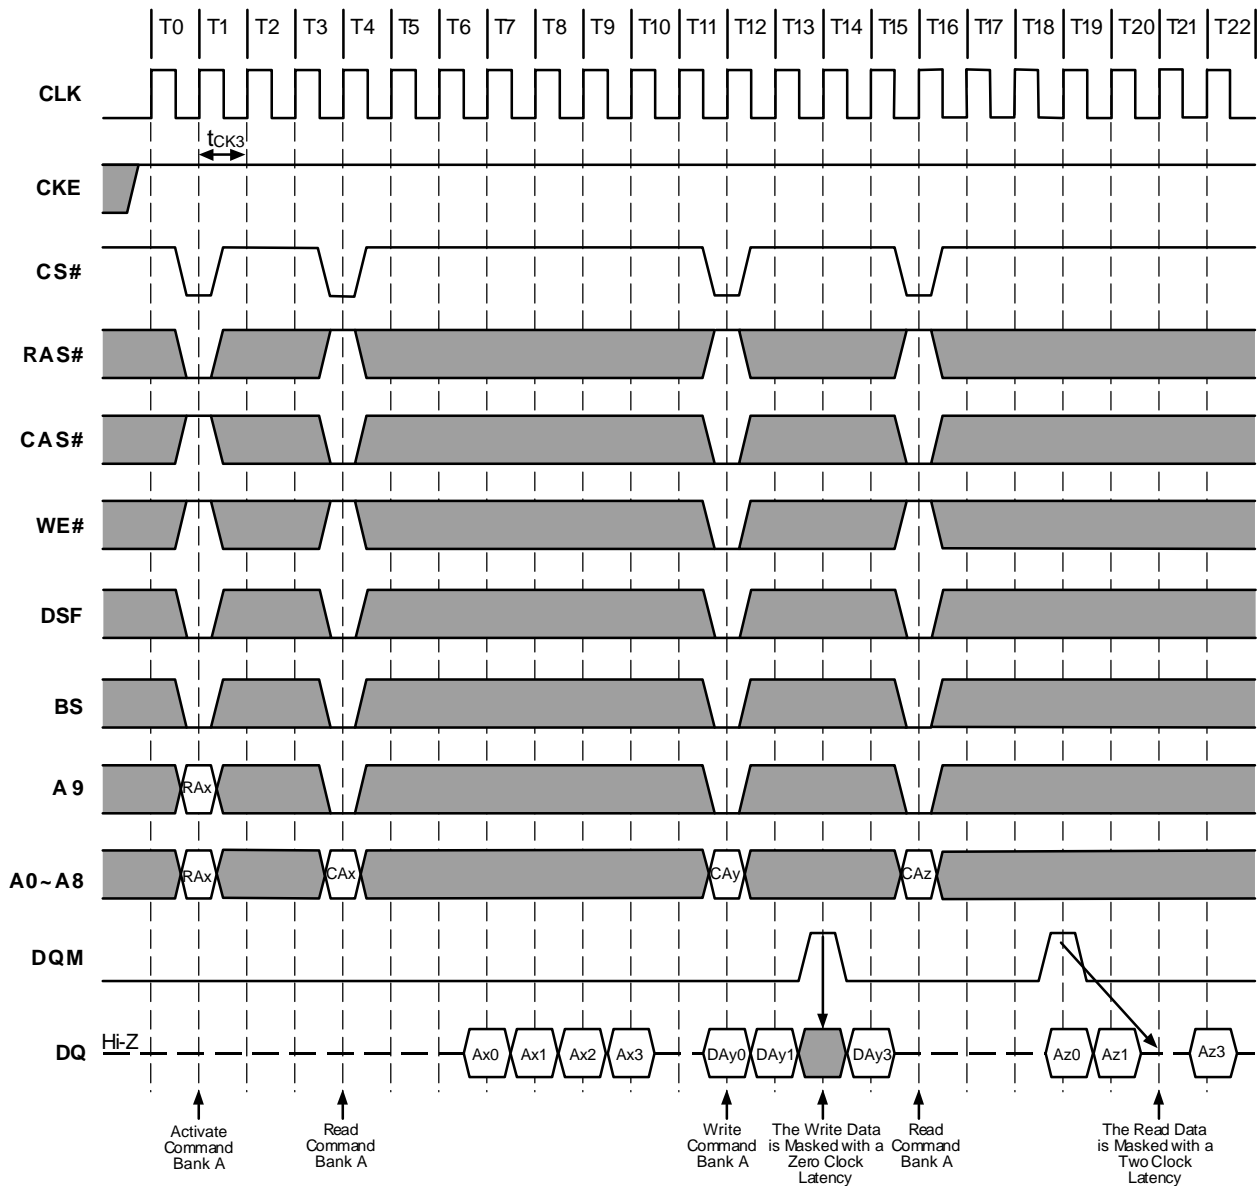 T0 T1 T2 T3 T4 T5 T6 T7 T8 T9 T10 T11 T12 T13 T14 T15 T16 T17 T18 T19 T20 T21 T22
CLK
tCK3
CKE
CS#
RAS#
CAS#
WE#
DSF
BS
A9
RAx
A0~A8
RAx CAx CAy CAz
DQM
DQ
Hi-Z
Ax0 Ax1 Ax2 Ax3 DAy0 DAy1 DAy3 Az0 Az1 Az3
Activate
Command
Bank A
Read
Command
Bank A
Write
Command
Bank A
The Write Data
is Masked with a
Zero Clock
Latency
Read
Command
Bank A
The Read Data
is Masked with a
Two Clock
Latency